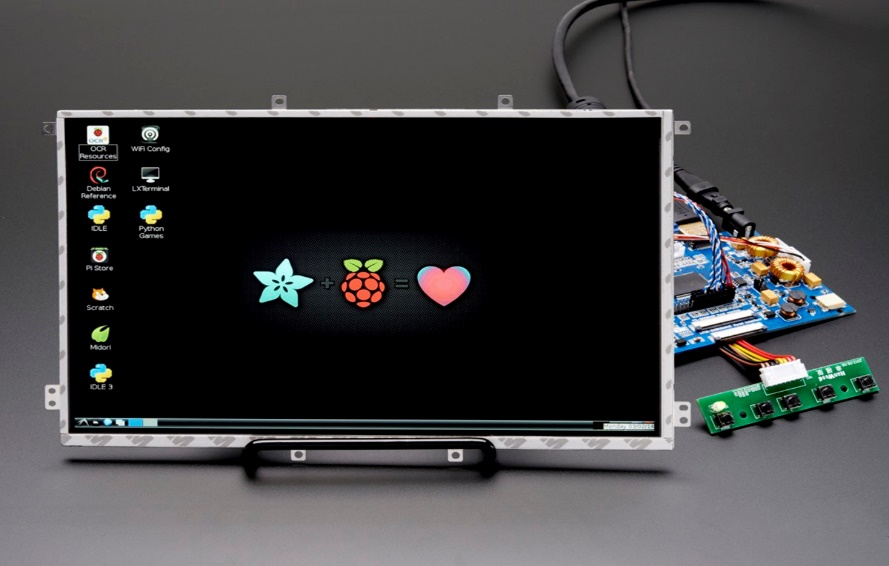 OCR
Resources
WiFi Config
Debian
Reference
LXTerminal
IDLE
Python
Games
Pi Store
Scratch
Midori
IDLE 3
+
=